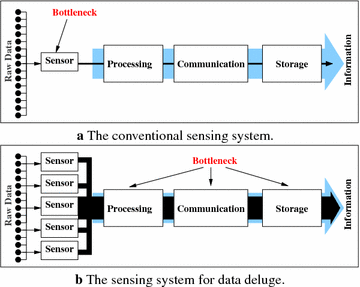 Bottleneck
Raw Data
Sensor
Processing
Communication
Storage
Information
a The conventional sensing system.
Bottleneck
Raw Data
Sensor
Sensor
Sensor
Sensor
Sensor
Processing
Communication
Storage
Information
b The sensing system for data deluge.